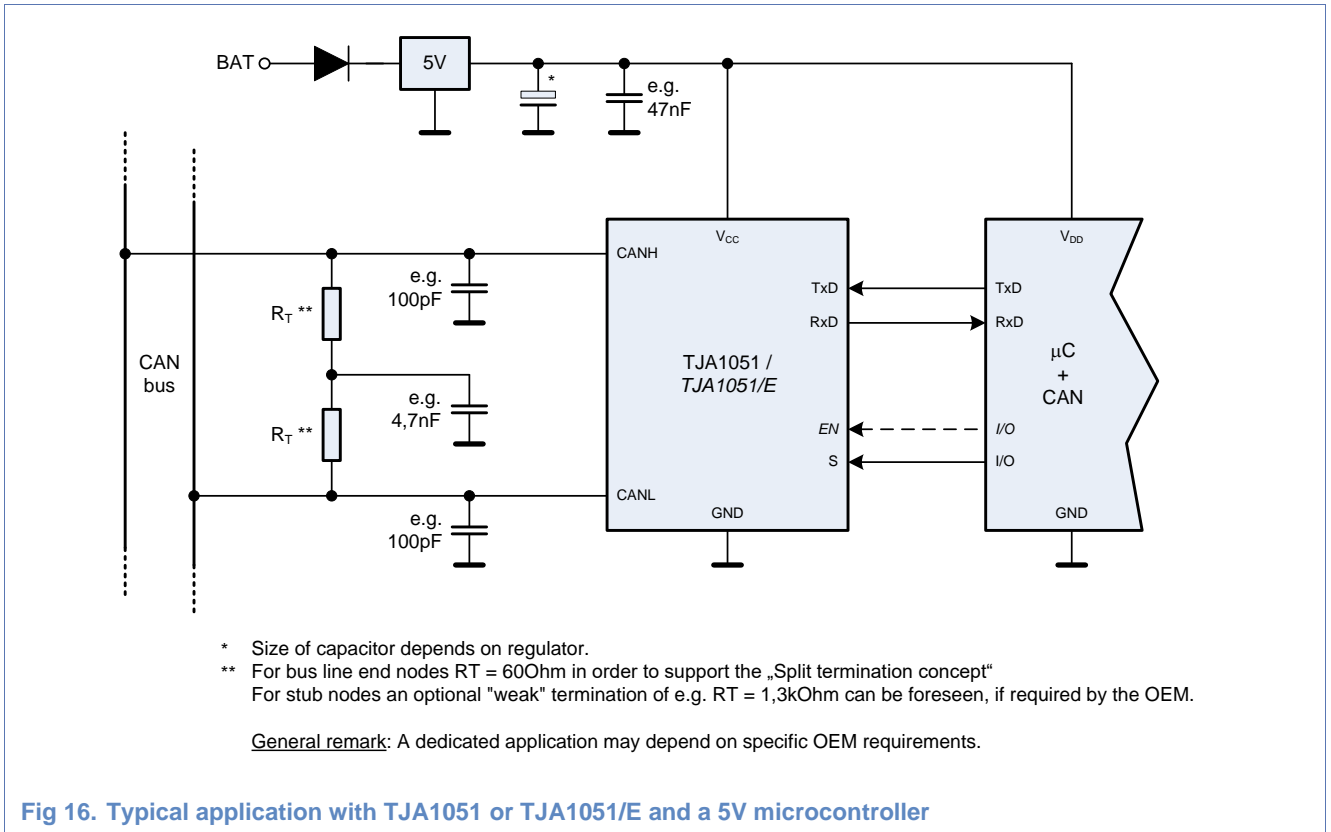 BAT
5V
*
e.g.
47nF
VCC
VDD
CANH
e.g.
100pF
TxD
TxD
RT **
RxD
RxD
CAN
bus
TJA1051 /
TJA1051/E
μC
+
CAN
e.g.
4,7nF
RT **
EN
I/O
S
I/O
CANL
e.g.
100pF
GND
GND
* Size of capacitor depends on regulator.
** For bus line end nodes RT = 60Ohm in order to support the „Split termination concept“
For stub nodes an optional "weak" termination of e.g. RT = 1,3kOhm can be foreseen, if required by the OEM.
General remark: A dedicated application may depend on specific OEM requirements.
Fig 16. Typical application with TJA1051 or TJA1051/E and a 5V microcontroller